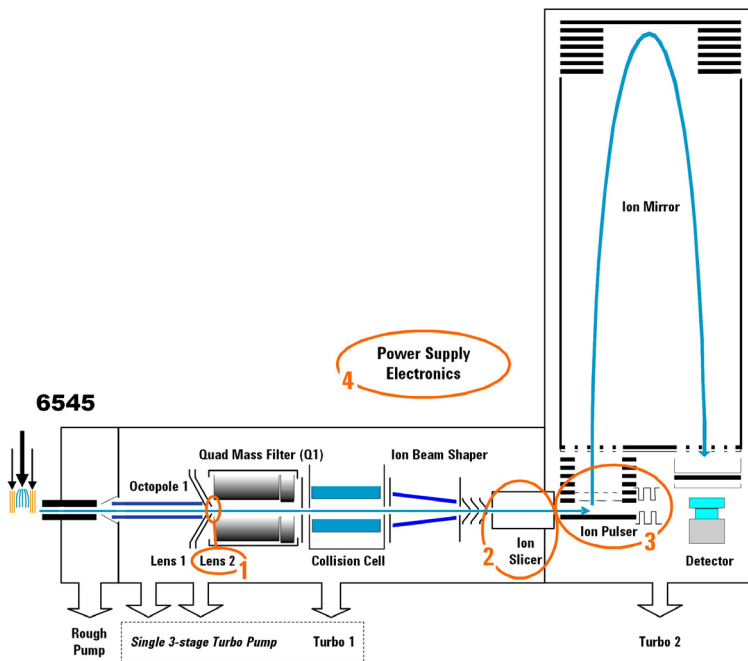 Ion Mirror
Power Supply
Electronics
4
6545
Quad Mass Filter (Q1)
Ion Beam Shaper
Octopole 1
Lens 1
Lens 2
1
Collision Cell
2
Ion
Slicer
Ion Pulser
3
Detector
Rough
Pump
Single 3-stage Turbo Pump
Turbo 1
Turbo 2